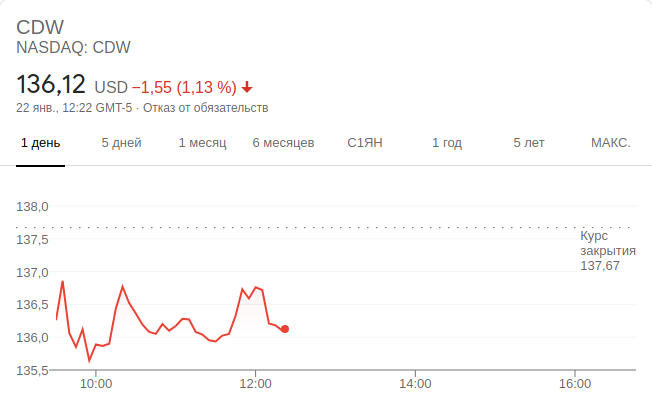 CDW
NASDAQ: CDW
136,12 USD −1,55 (1,13 %)
22 янв., 12:22 GMT-5 · Отказ от обязательств
1 день 5 дней 1 месяц 6 месяцев С1ЯН 1 год 5 лет МАКС.
138,0
137,5
137,0
136,5
136,0
135,5
Курс
закрытия
137,67
10:00 12:00 14:00 16:00